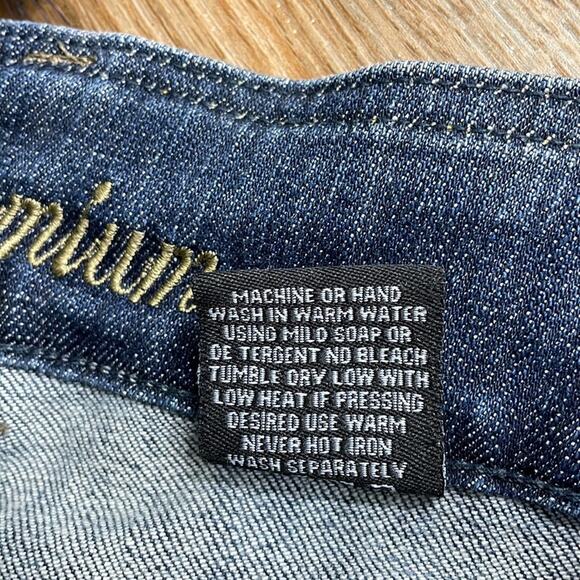 mium
MACHINE OR HAND
WASH IN WARM WATER
USING MILD SOAP OR
DE TERGENT NO BLEACH
TUMBLE DRY LOW WITH
LOW HEAT IF PRESSING
DESIRED USE WARM
NEVER HOT IRON
WASH SEPARATELY